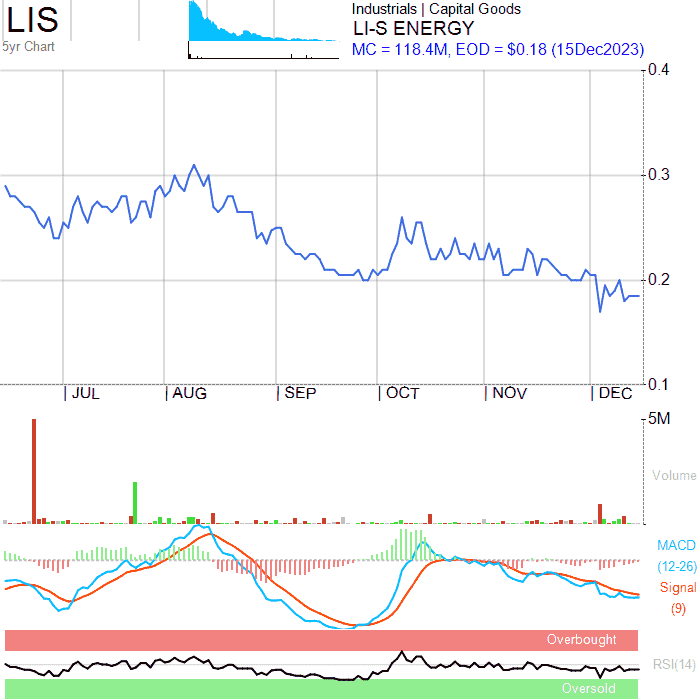 LIS
5yr Chart
Industrials | Capital Goods
LI-S ENERGY
MC = 118.4M, EOD = $0.18 (15Dec2023)
0.4
0.3
0.2
0.1
JUL AUG SEP OCT NOV DEC
5M
Volume
MACD
(12-26)
Signal
(9)
Overbought
RSI(14)
Oversold